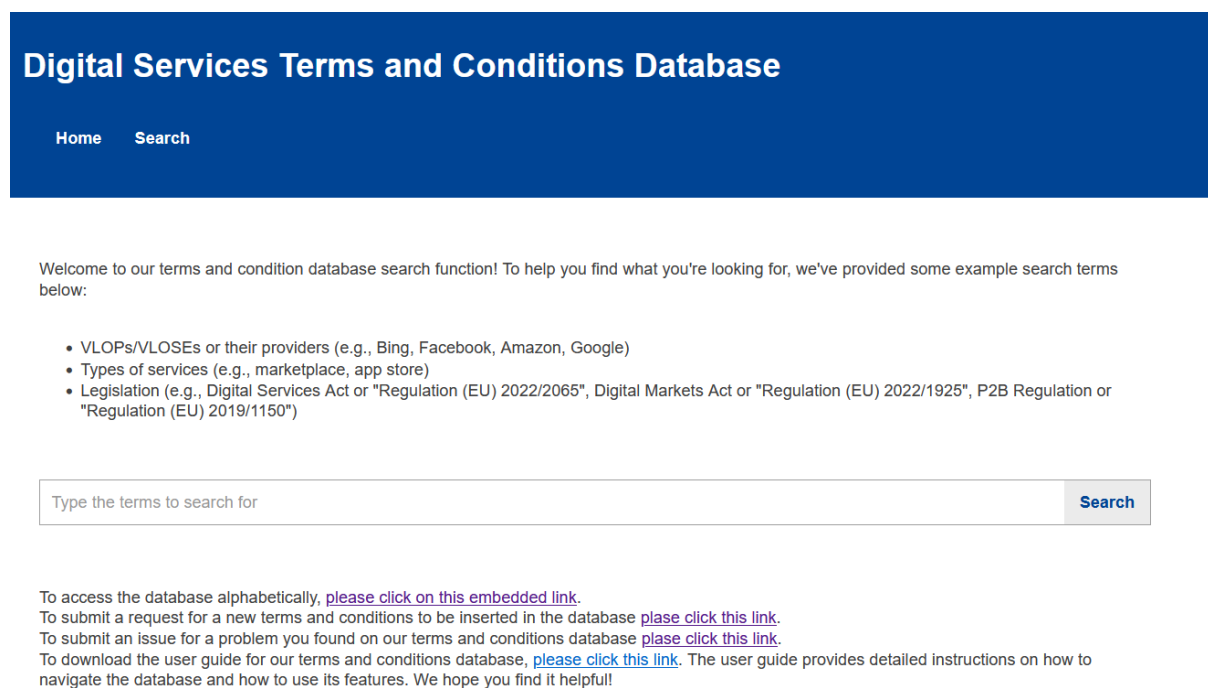 Digital Services Terms and Conditions Database
Home Search
Welcome to our terms and condition database search function! To help you find what you're looking for, we've provided some example search terms
below:
• VLOPs/VLOSEs or their providers (e.g., Bing, Facebook, Amazon, Google)
• Types of services (e.g., marketplace, app store)
• Legislation (e.g., Digital Services Act or "Regulation (EU) 2022/2065", Digital Markets Act or "Regulation (EU) 2022/1925", P2B Regulation or
"Regulation (EU) 2019/1150")
Type the terms to search for Search
To access the database alphabetically, please click on this embedded link.
To submit a request for a new terms and conditions to be inserted in the database plase click this link.
To submit an issue for a problem you found on our terms and conditions database plase click this link.
To download the user guide for our terms and conditions database, please click this link. The user guide provides detailed instructions on how to
navigate the database and how to use its features. We hope you find it helpful!